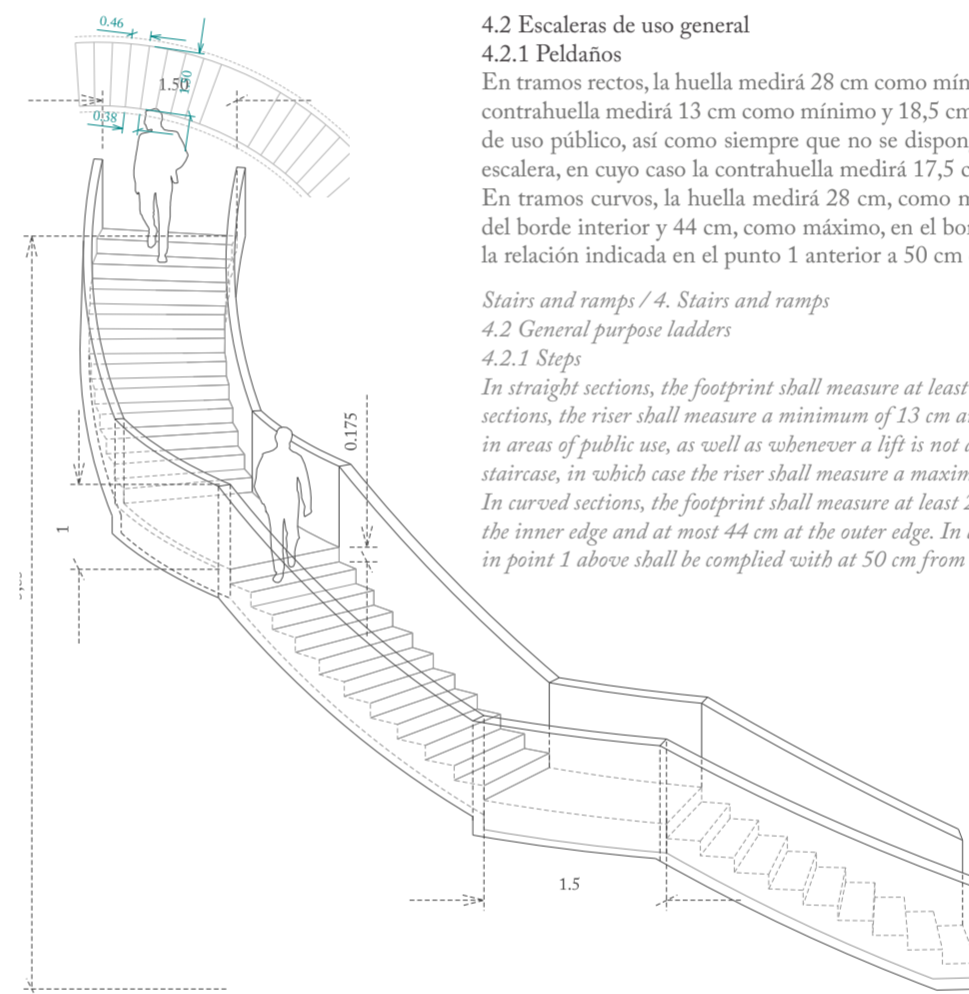 0.46
1.50
0.38
0.175
1
1.5
4.2 Escaleras de uso general
4.2.1 Peldaños
En tramos rectos, la huella medirá 28 cm como mín
contrahuella medirá 13 cm como mínimo y 18,5 cm
de uso público, así como siempre que no se dispon
escalera, en cuyo caso la contrahuella medirá 17,5 c
En tramos curvos, la huella medirá 28 cm, como m
del borde interior y 44 cm, como máximo, en el bor
la relación indicada en el punto 1 anterior a 50 cm
Stairs and ramps / 4. Stairs and ramps
4.2 General purpose ladders
4.2.1 Steps
In straight sections, the footprint shall measure at least
sections, the riser shall measure a minimum of 13 cm a
in areas of public use, as well as whenever a lift is not a
staircase, in which case the riser shall measure a maxim
In curved sections, the footprint shall measure at least 2
the inner edge and at most 44 cm at the outer edge. In
in point 1 above shall be complied with at 50 cm from